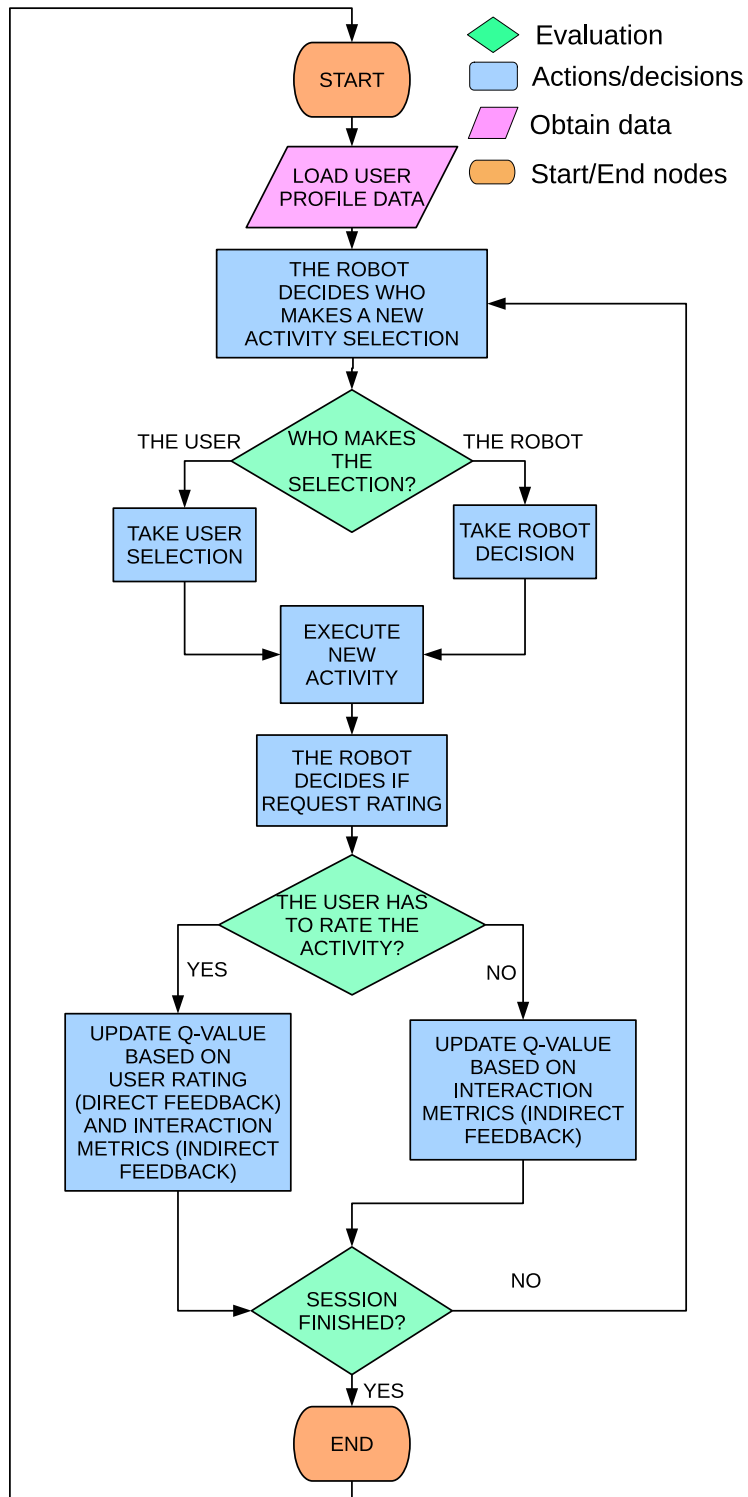 Evaluation
START
Actions/decisions
Obtain data
LOAD USER
PROFILE DATA
Start/End nodes
THE ROBOT
DECIDES WHO
MAKES A NEW
ACTIVITY SELECTION
THE USER
WHO MAKES
THE
SELECTION?
THE ROBOT
TAKE USER
SELECTION
TAKE ROBOT
DECISION
EXECUTE
NEW
ACTIVITY
THE ROBOT
DECIDES IF
REQUEST RATING
THE USER HAS
TO RATE THE
ACTIVITY?
YES
NO
UPDATE Q-VALUE
BASED ON
USER RATING
(DIRECT FEEDBACK)
AND INTERACTION
METRICS (INDIRECT
FEEDBACK)
UPDATE Q-VALUE
BASED ON
INTERACTION
METRICS (INDIRECT
FEEDBACK)
SESSION
FINISHED?
NO
YES
END